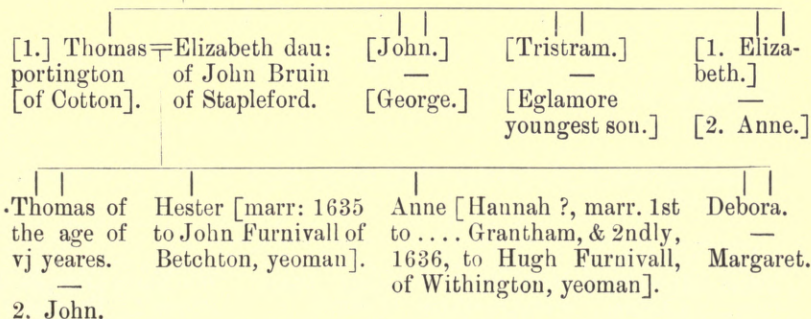 [1.] Thomas=Elizabeth dau:
portington of John Bruin
[of Cotton]. of Stapleford.
[John.]
—
[George.]
[Tristram.]
—
[Eglamore
youngest son.]
[1. Eliza-
beth.]
—
[2. Anne.]
Thomas of
the age of
vj yeares.
—
2. John.
Hester [marr: 1635
to John Furnivall of
Betchton, yeoman].
Anne [Hannah ?, marr. 1st
to .... Grantham, & 2ndly,
1636, to Hugh Furnivall,
of Withington, yeoman].
Debora.
—
Margaret.